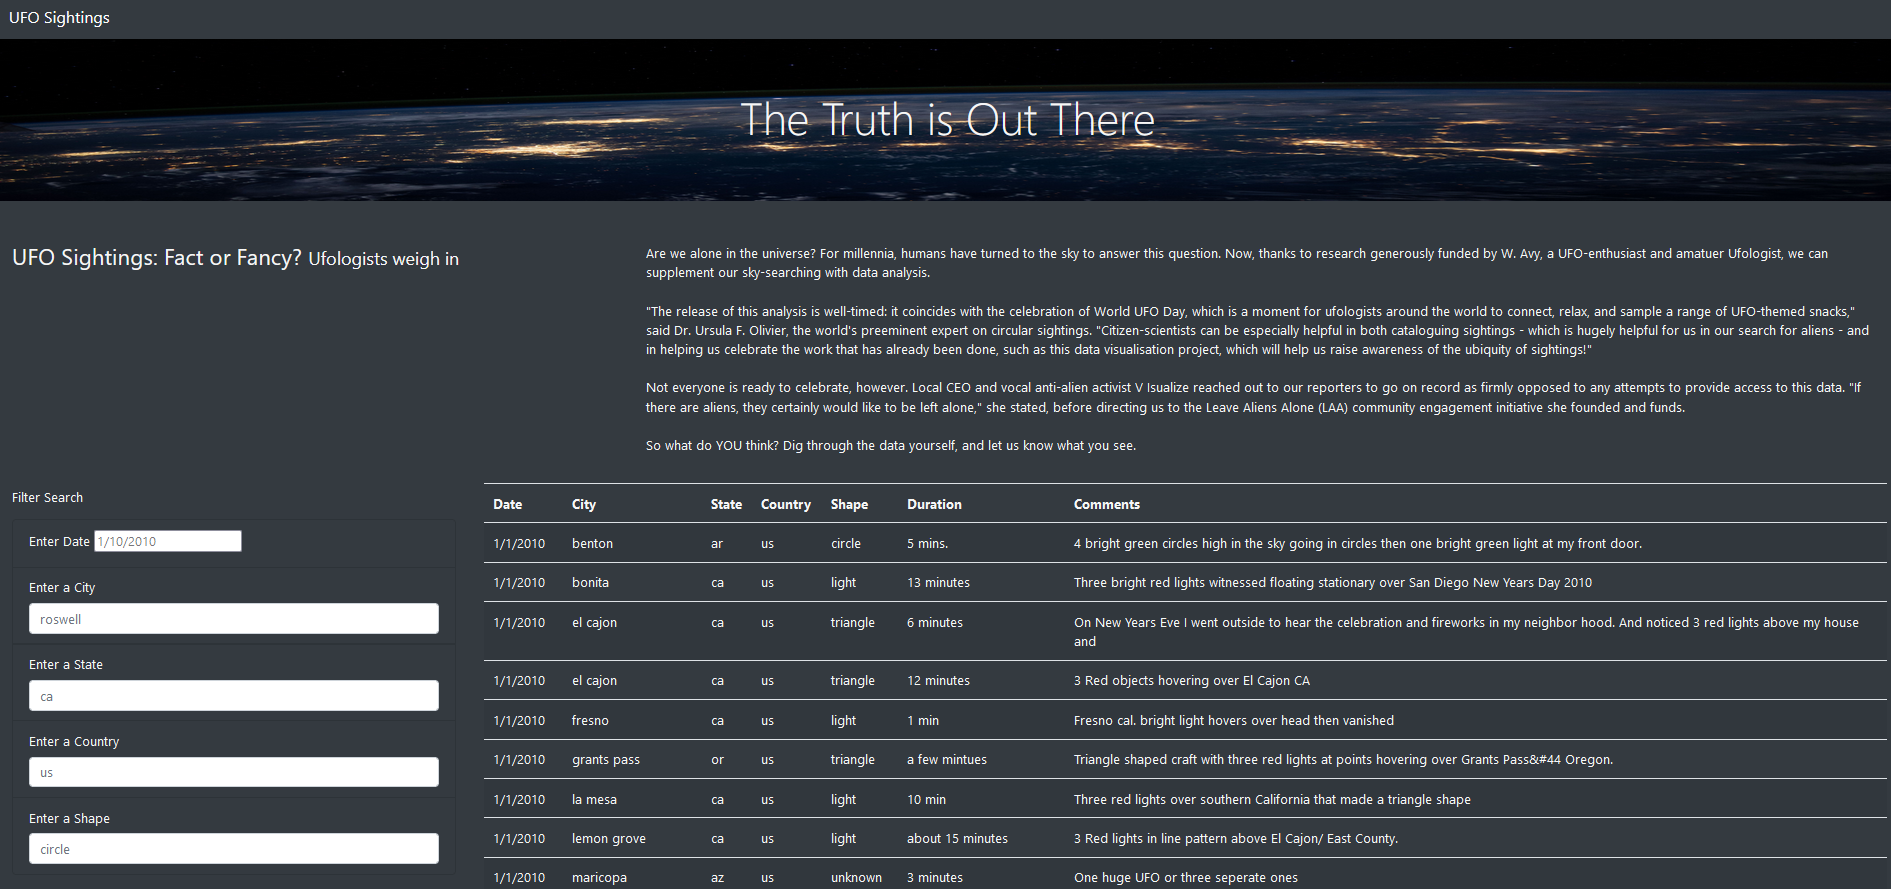 UFO Sightings
The Truth is Out There
UFO Sightings: Fact or Fancy? Ufologists weigh in
Are we alone in the universe? For millennia, humans have turned to the sky to answer this question. Now, thanks to research generously funded by W. Avy, a UFO-enthusiast and amatuer Ufologist, we can
supplement our sky-searching with data analysis.
"The release of this analysis is well-timed: it coincides with the celebration of World UFO Day, which is a moment for ufologists around the world to connect, relax, and sample a range of UFO-themed snacks,"
said Dr. Ursula F. Olivier, the world's preeminent expert on circular sightings. "Citizen-scientists can be especially helpful in both cataloguing sightings - which is hugely helpful for us in our search for aliens - and
in helping us celebrate the work that has already been done, such as this data visualisation project, which will help us raise awareness of the ubiquity of sightings!"
Not everyone is ready to celebrate, however. Local CEO and vocal anti-alien activist V Isualize reached out to our reporters to go on record as firmly opposed to any attempts to provide access to this data. "If
there are aliens, they certainly would like to be left alone," she stated, before directing us to the Leave Aliens Alone (LAA) community engagement initiative she founded and funds.
So what do YOU think? Dig through the data yourself, and let us know what you see.
Filter Search
Enter Date 1/10/2010
Enter a City
roswell
Enter a State
ca
Enter a Country
us
Enter a Shape
circle
Date City State Country Shape Duration Comments
1/1/2010 benton ar us circle 5 mins. 4 bright green circles high in the sky going in circles then one bright green light at my front door.
1/1/2010 bonita ca us light 13 minutes Three bright red lights witnessed floating stationary over San Diego New Years Day 2010
1/1/2010 el cajon ca us triangle 6 minutes On New Years Eve I went outside to hear the celebration and fireworks in my neighbor hood. And noticed 3 red lights above my house
and
1/1/2010 el cajon ca us triangle 12 minutes 3 Red objects hovering over El Cajon CA
1/1/2010 fresno ca us light 1 min Fresno cal. bright light hovers over head then vanished
1/1/2010 grants pass or us triangle a few mintues Triangle shaped craft with three red lights at points hovering over Grants Pass&#44 Oregon.
1/1/2010 la mesa ca us light 10 min Three red lights over southern California that made a triangle shape
1/1/2010 lemon grove ca us light about 15 minutes 3 Red lights in line pattern above El Cajon/ East County.
1/1/2010 maricopa az us unknown 3 minutes One huge UFO or three seperate ones